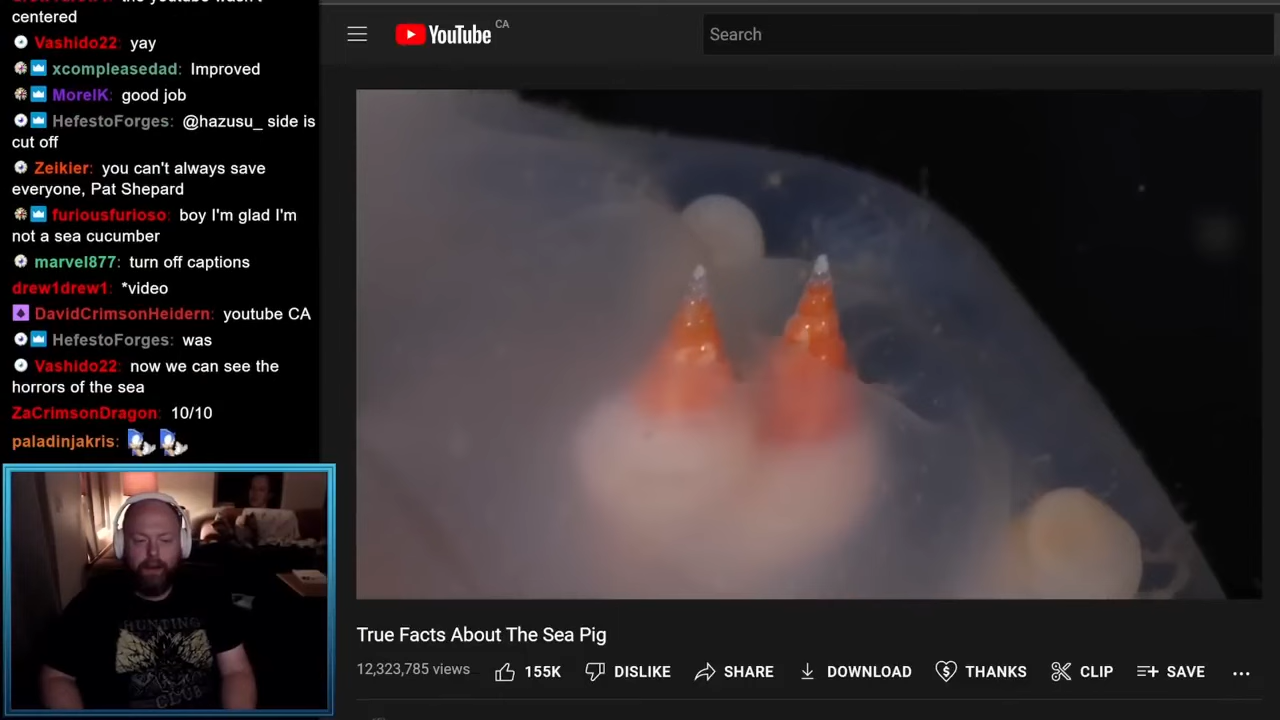 centered
Vashido22: yay
xcompleasedad: Improved
MorelK: good job
HefestoForges: @hazusu_ side is
cut off
Zeikier: you can't always save
everyone, Pat Shepard
furiousfurioso: boy I'm glad I'm
not a sea cucumber
marvel877: turn off captions
drew1drew1: *video
DavidCrimsonHeidern: youtube CA
HefestoForges: was
Vashido22: now we can see the
horrors of the sea
ZaCrimsonDragon: 10/10
paladinjakris:
HUNTING
CLUB
YouTube CA
Search
True Facts About The Sea Pig
12,323,785 views 155K DISLIKE SHARE DOWNLOAD THANKS CLIP SAVE ...